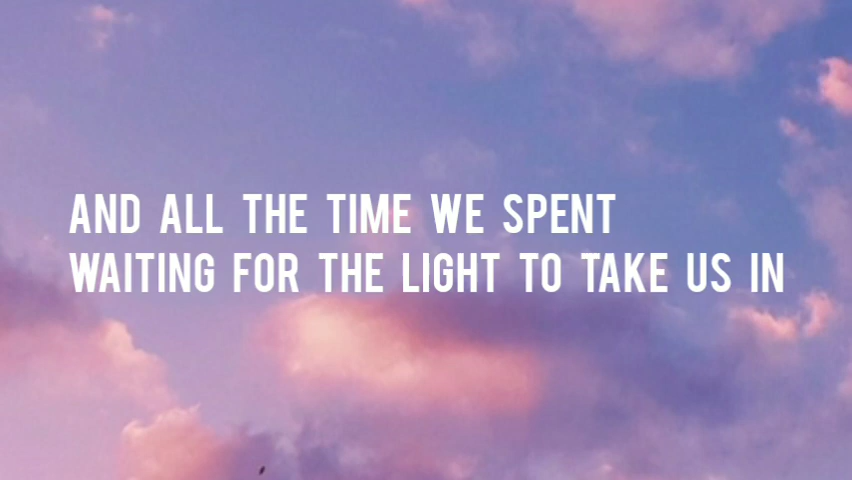 AND ALL THE TIME WE SPENT
WAITING FOR THE LIGHT TO TAKE US IN